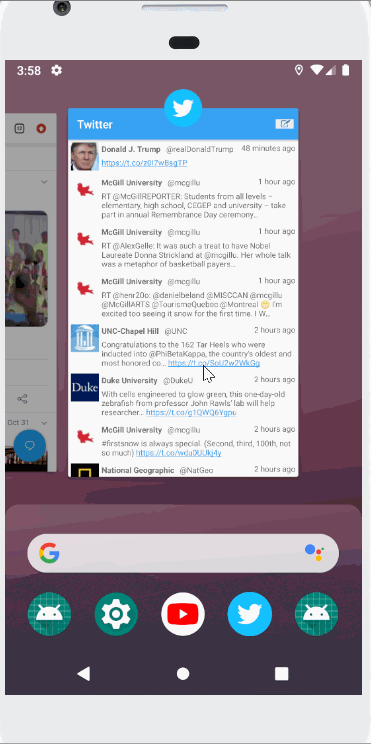 3:58
Twitter
Donald J. Trump @realDonaldTrump 48 minutes ago
https://t.co/z0I7wBsgTP
McGill University @mcgillu 1 hour ago
RT @McGillREPORTER: Students from all levels –
elementary, high school, CEGEP and university – take
part in annual Remembrance Day ceremony...
McGill University @mcgillu 1 hour ago
RT @AlexGelle: It was such a treat to have Nobel
Laureate Donna Strickland at @mcgillu. Her whole talk
was a metaphor of basketball payers...
McGill University @mcgillu 1 hour ago
RT @henr20o: @danielbeland @MISCCAN @mcgillu
@McGillARTS @TourismeQuebec @Montreal 🙂 I'm
excited too seeing it snow for the first time. I W...
UNC-Chapel Hill @UNC 2 hours ago
Congratulations to the 162 Tar Heels who were
inducted into @PhiBetaKappa, the country's oldest and
most honored co... https://t.co/SoU2w2WkGg
Duke University @DukeU 2 hours ago
With cells engineered to glow green, this one-day-old
zebrafish from professor John Rawls' lab will help
researcher... https://t.co/g1QWQ6Ygpu
McGill University @mcgillu 2 hours ago
#firstsnow is always special. (Second, third, 100th, not
so much) https://t.co/wdu0UUkj4y
National Geographic @NatGeo 2 hours ago
Oct 31
Duke